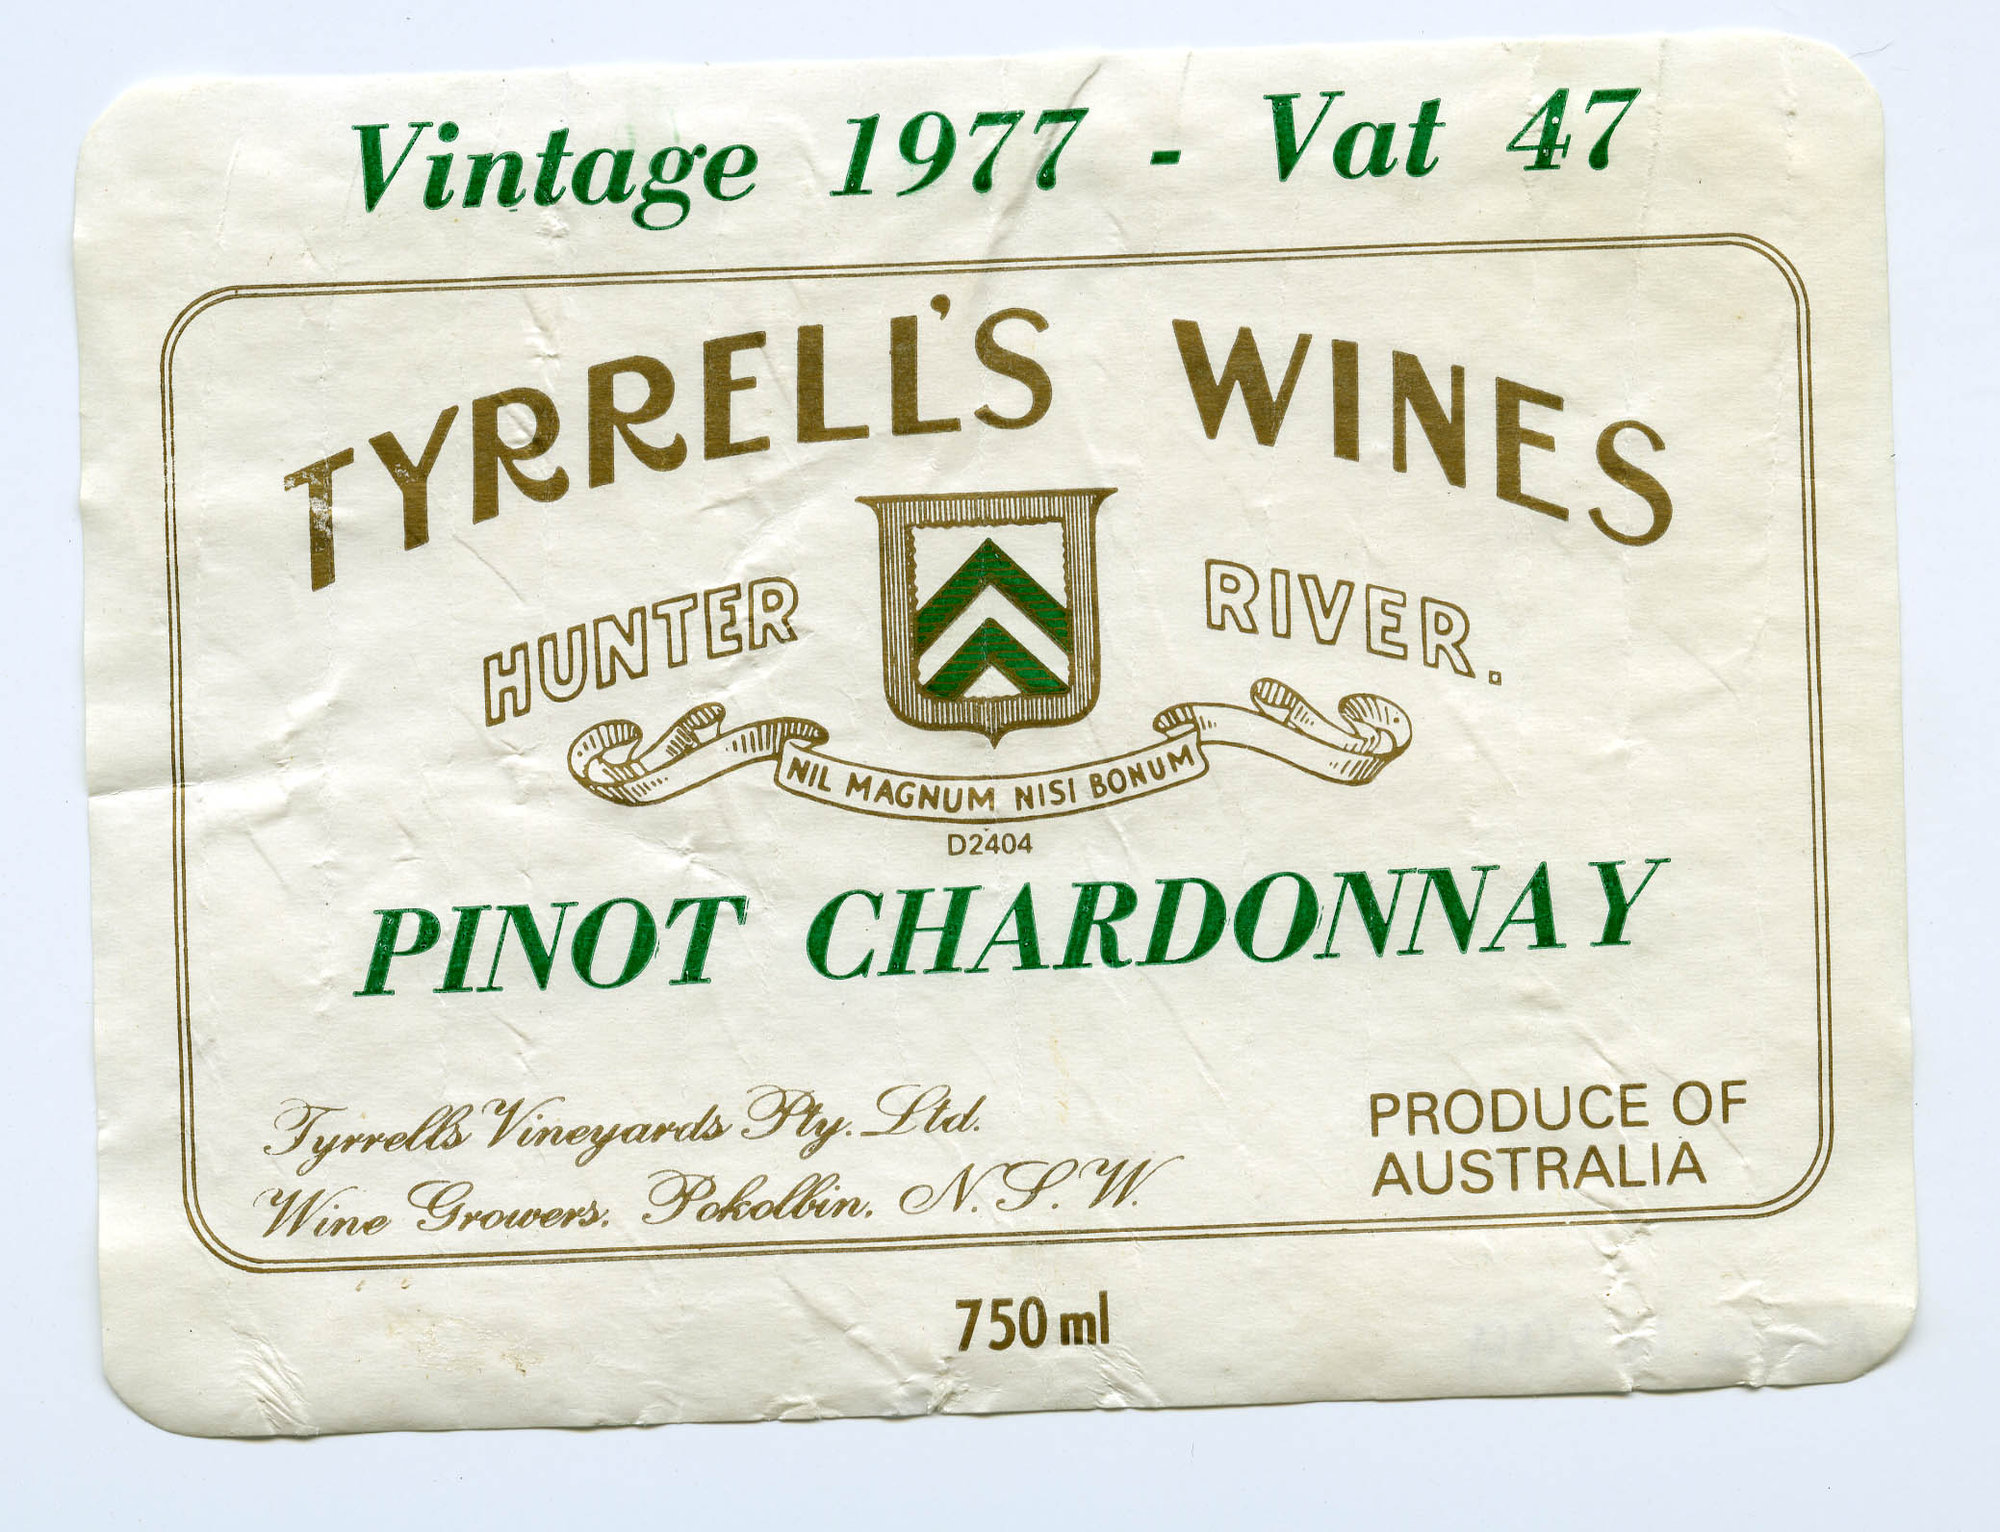 Vintage 1977 - Vat 47
TYRRELL'S WINES
HUNTER RIVER.
NIL MAGNUM NISI BONUM
D2404
PINOT CHARDONNAY
Tyrrell's Vineyards Pty. Ltd.
Wine Growers. Pokolbin. N.S.W.
PRODUCE OF
AUSTRALIA
750 ml